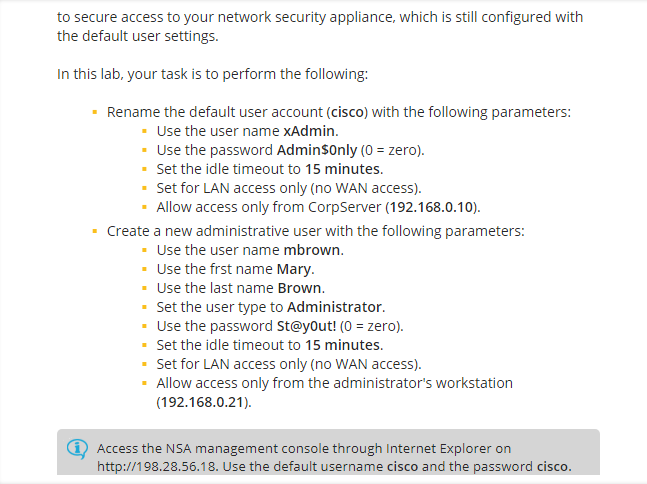 to secure access to your network security appliance, which is still configured with
the default user settings.
In this lab, your task is to perform the following:
Rename the default user account (cisco) with the following parameters:
Use the user name xAdmin.
Use the password Admin$0nly (0 = zero).
Set the idle timeout to 15 minutes.
Set for LAN access only (no WAN access).
Allow access only from CorpServer (192.168.0.10).
Create a new administrative user with the following parameters:
Use the user name mbrown.
Use the frst name Mary.
Use the last name Brown.
Set the user type to Administrator.
Use the password St@y0ut! (0 = zero).
Set the idle timeout to 15 minutes.
Set for LAN access only (no WAN access).
Allow access only from the administrator's workstation
(192.168.0.21).
Access the NSA management console through Internet Explorer on
http://198.28.56.18. Use the default username cisco and the password cisco.